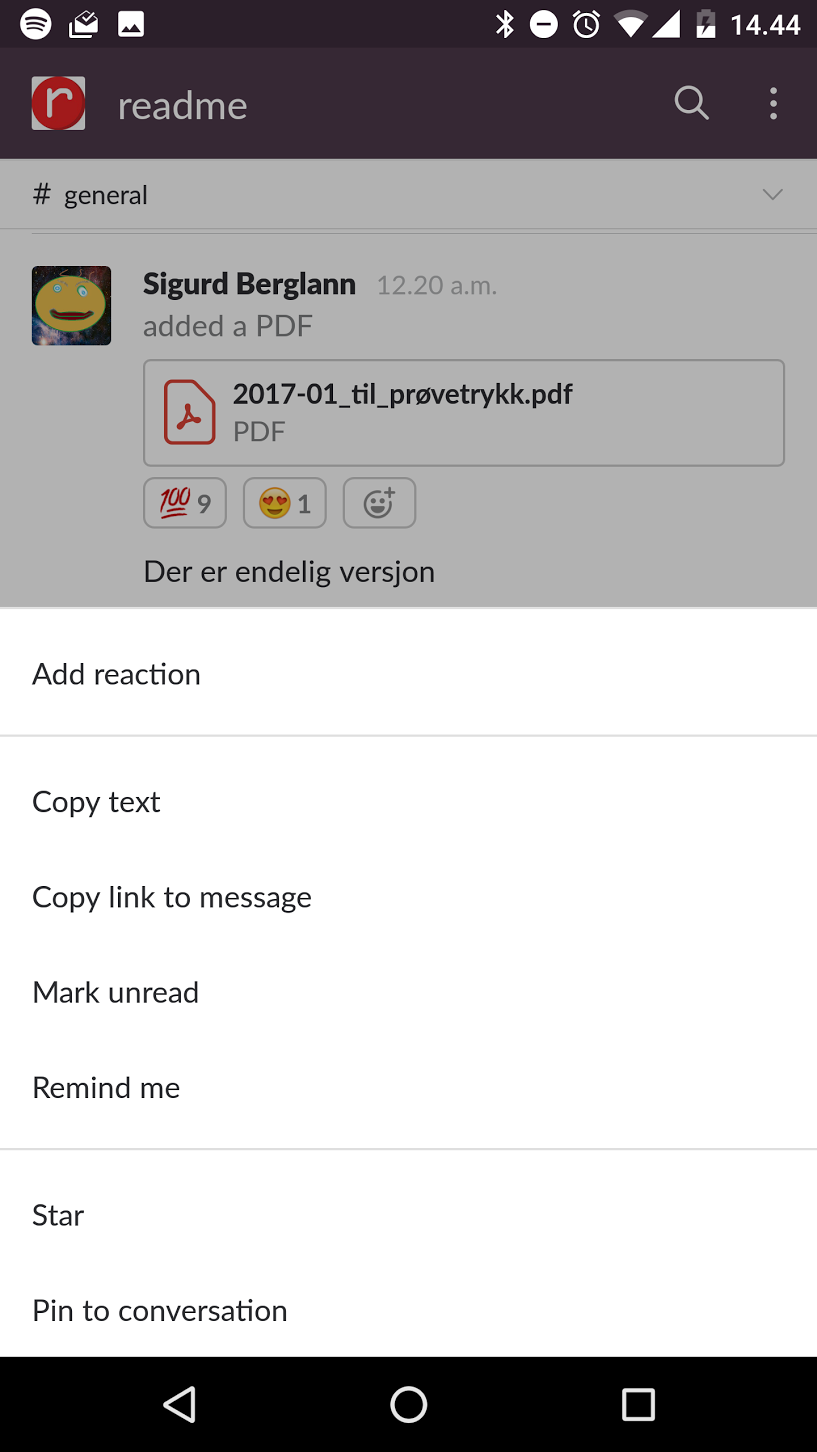 14.44
r
readme
# general
Sigurd Berglann 12.20 a.m.
added a PDF
2017-01_til_prøvetrykk.pdf
PDF
💯 9 😍 1
Der er endelig versjon
Add reaction
Copy text
Copy link to message
Mark unread
Remind me
Star
Pin to conversation